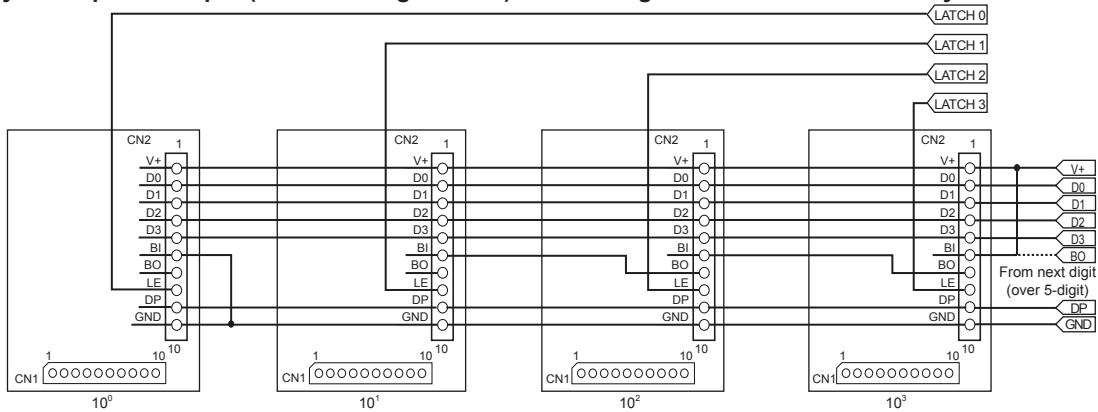 LATCH 0
LATCH 1
LATCH 2
LATCH 3
CN2
1
V+
D0
D1
D2
D3
BI
BO
LE
DP
GND
10
1
10
CN1
10⁰
CN2
1
V+
D0
D1
D2
D3
BI
BO
LE
DP
GND
10
1
10
CN1
10¹
CN2
1
V+
D0
D1
D2
D3
BI
BO
LE
DP
GND
10
1
10
CN1
10²
CN2
1
V+
D0
D1
D2
D3
BI
BO
LE
DP
GND
10
1
10
CN1
10³
V+
D0
D1
D2
D3
BO
From next digit
(over 5-digit)
DP
GND